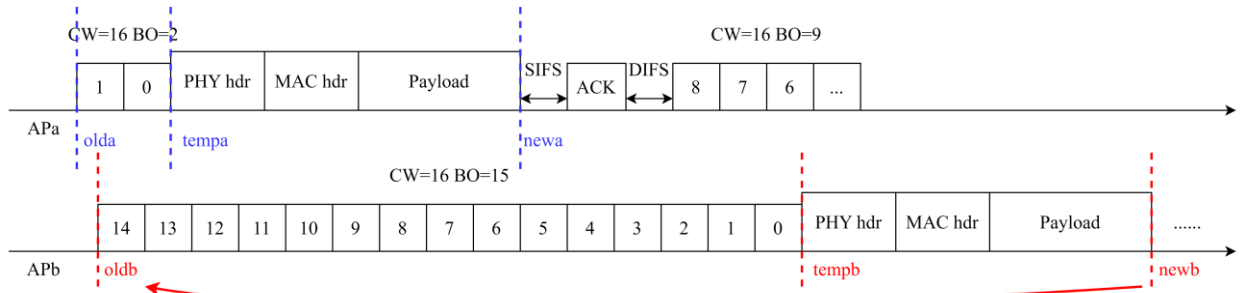 CW=16 BO=2 CW=16 BO=9
1 0 PHY hdr MAC hdr Payload SIFS ACK DIFS 8 7 6 ...
APa
olda tempa newa
CW=16 BO=15
14 13 12 11 10 9 8 7 6 5 4 3 2 1 0 PHY hdr MAC hdr Payload ......
APb
oldb tempb newb